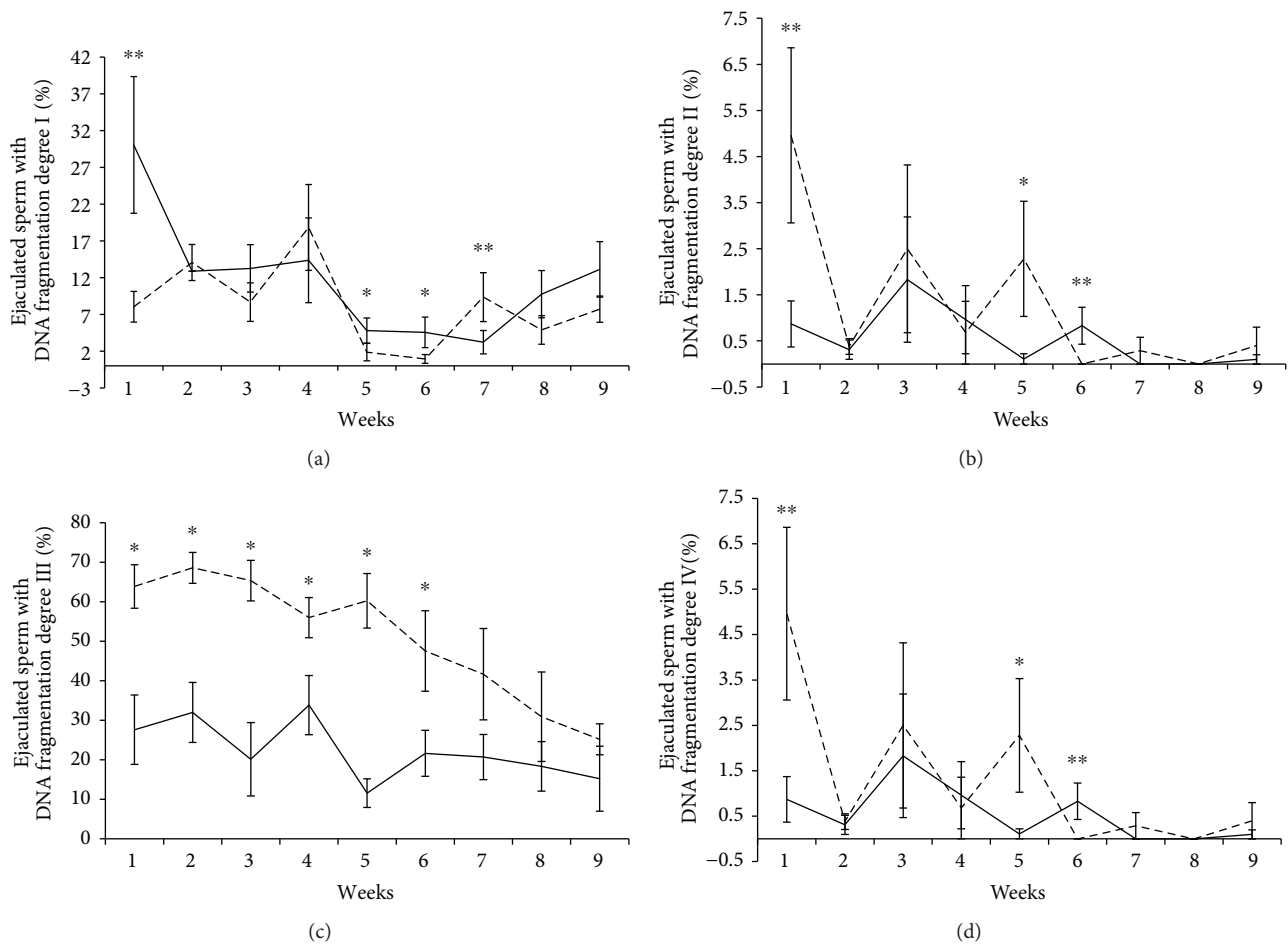 Ejaculated sperm with
DNA fragmentation degree I (%)
**
42
37
32
27
22
17
12
7
2
−3
* * **
1 2 3 4 5 6 7 8 9
Weeks
(a)
Ejaculated sperm with
DNA fragmentation degree II (%)
7.5
6.5
5.5
4.5
3.5
2.5
1.5
0.5
−0.5
** * **
1 2 3 4 5 6 7 8 9
Weeks
(b)
Ejaculated sperm with
DNA fragmentation degree III (%)
80
70
60
50
40
30
20
10
0
* * * * * *
1 2 3 4 5 6 7 8 9
Weeks
(c)
Ejaculated sperm with
DNA fragmentation degree IV(%)
7.5
6.5
5.5
4.5
3.5
2.5
1.5
0.5
−0.5
** * **
1 2 3 4 5 6 7 8 9
Weeks
(d)